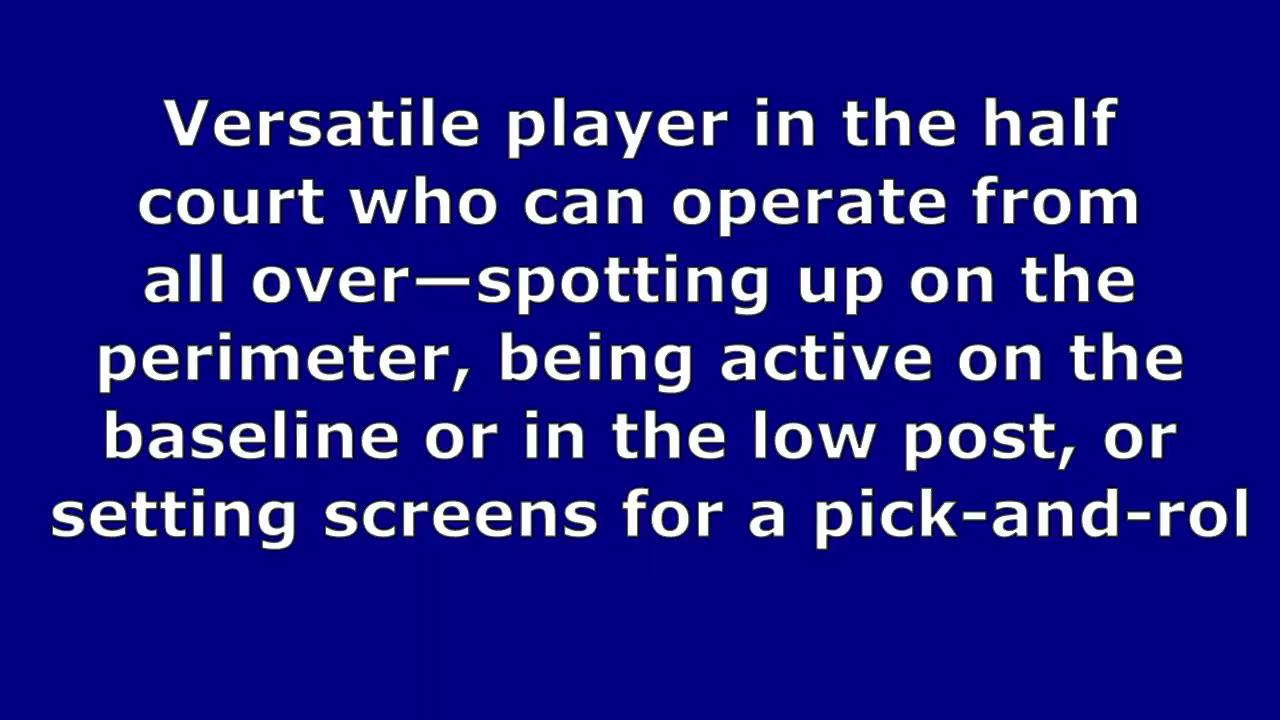 Versatile player in the half
court who can operate from
all over—spotting up on the
perimeter, being active on the
baseline or in the low post, or
setting screens for a pick-and-rol